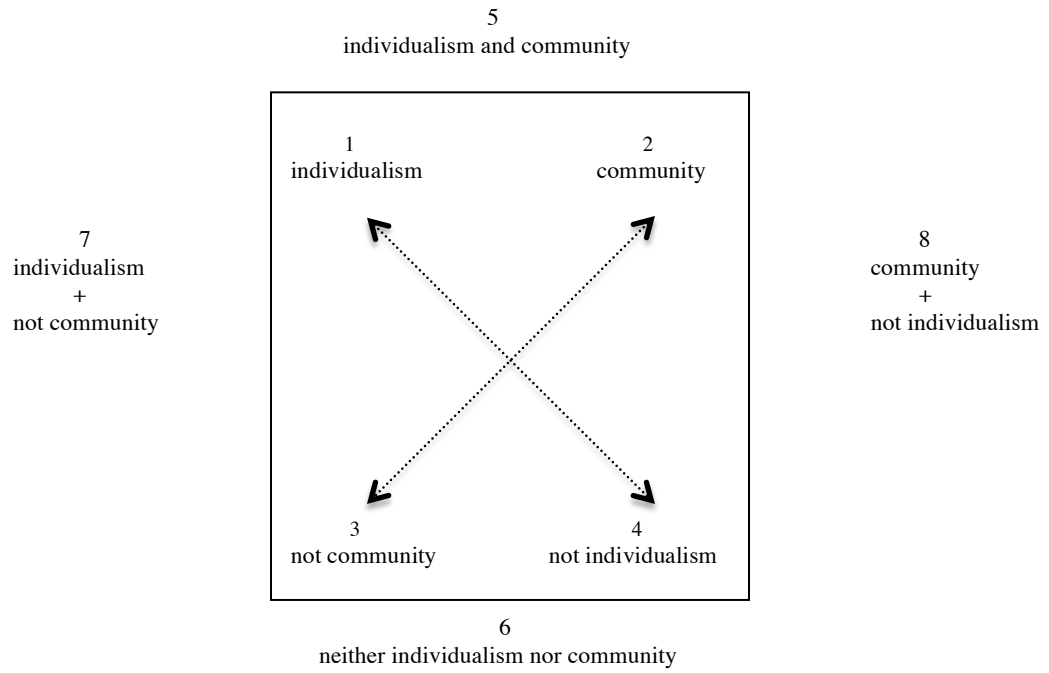 5
individualism and community
1
individualism
2
community
7
individualism
+
not community
8
community
+
not individualism
3
not community
4
not individualism
6
neither individualism nor community